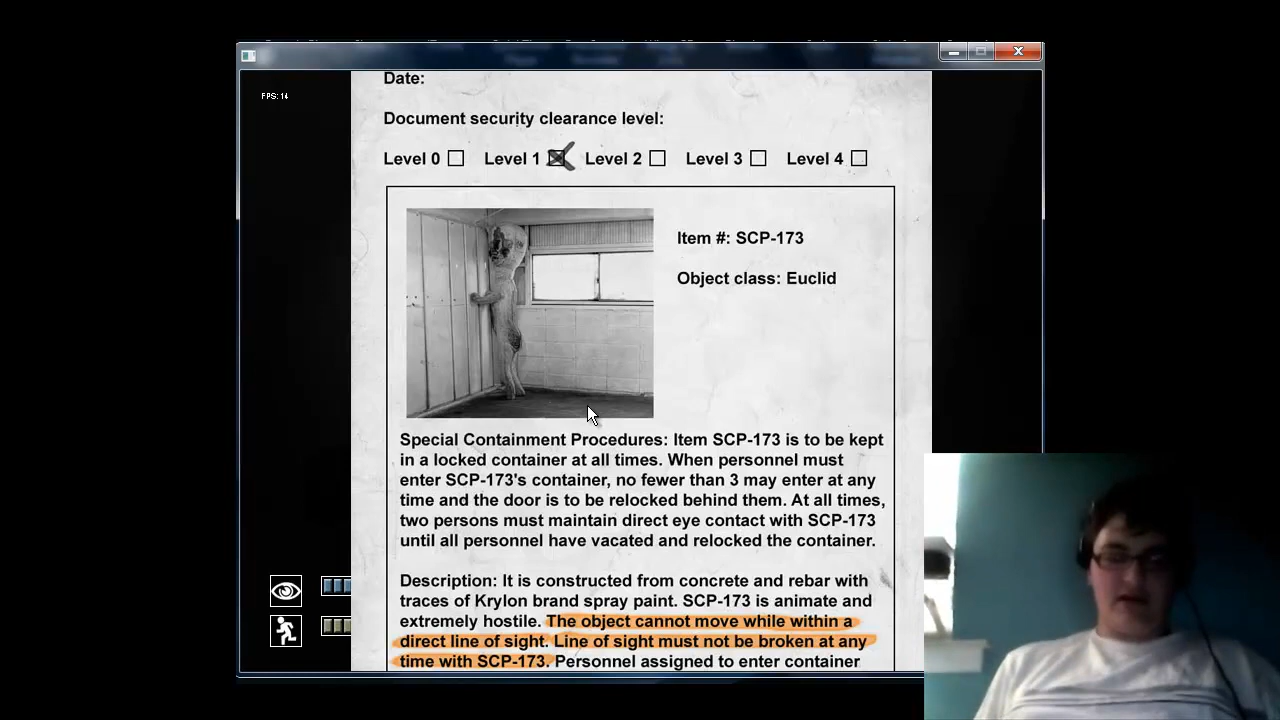 FPS: 14
Date:
Document security clearance level:
Level 0 Level 1 Level 2 Level 3 Level 4
Item #: SCP-173
Object class: Euclid
Special Containment Procedures: Item SCP-173 is to be kept
in a locked container at all times. When personnel must
enter SCP-173's container, no fewer than 3 may enter at any
time and the door is to be relocked behind them. At all times,
two persons must maintain direct eye contact with SCP-173
until all personnel have vacated and relocked the container.
Description: It is constructed from concrete and rebar with
traces of Krylon brand spray paint. SCP-173 is animate and
extremely hostile. The object cannot move while within a
direct line of sight. Line of sight must not be broken at any
time with SCP-173. Personnel assigned to enter container